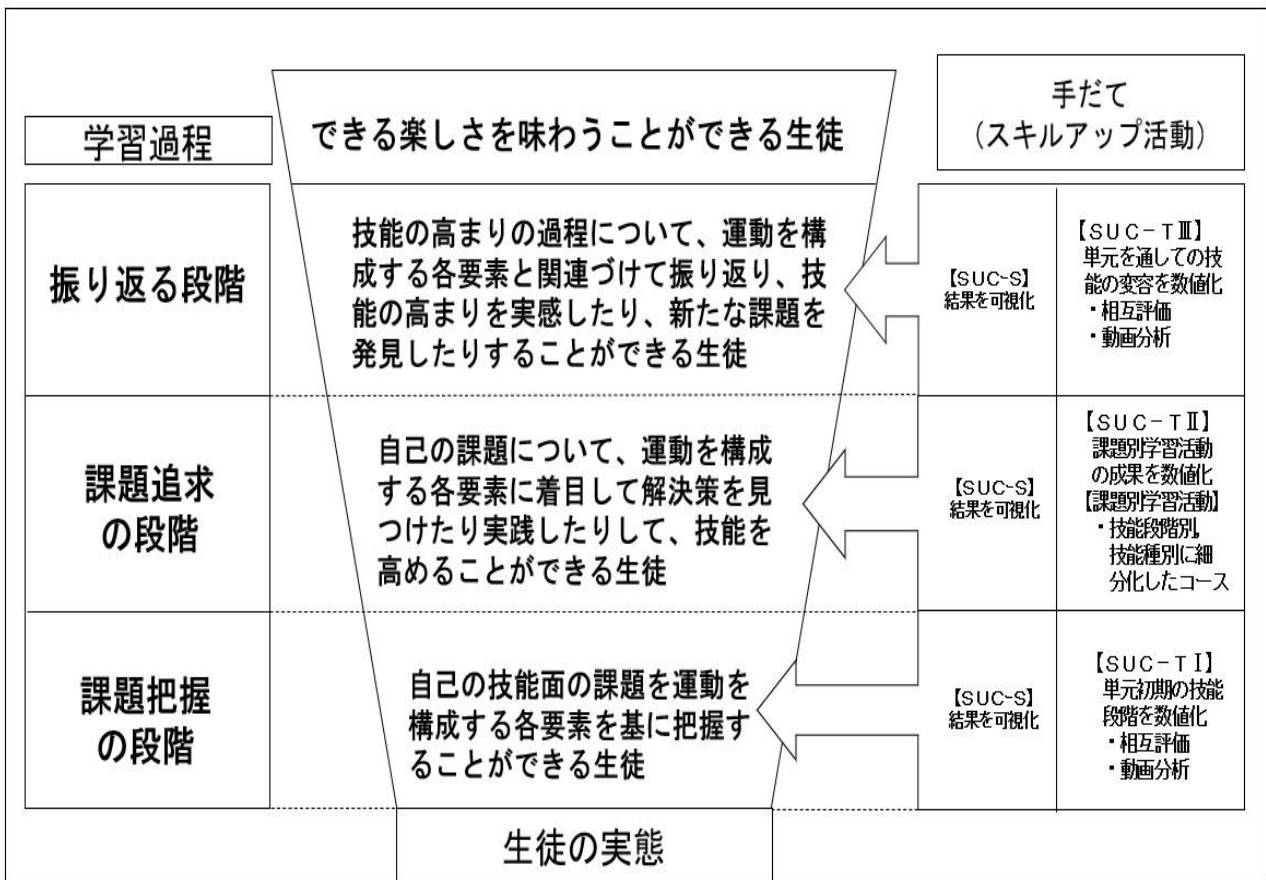 学習過程
できる楽しさを味わうことができる生徒
手だて
（スキルアップ活動）
振り返る段階
技能の高まりの過程について、運動を構
成する各要素と関連づけて振り返り、技
能の高まりを実感したり、新たな課題を
発見したりすることができる生徒
【SUC-S】
結果を可視化
【SUC-TⅢ】
単元を通しての技
能の変容を数値化
・相互評価
・動画分析
課題追求
の段階
自己の課題について、運動を構成
する各要素に着目して解決策を見
つけたり実践したりして、技能を
高めることができる生徒
【SUC-S】
結果を可視化
【SUC-TⅡ】
課題別学習活動
の成果を数値化
【課題別学習活動】
・技能段階別,
技能種別に細
分化したコース
課題把握
の段階
自己の技能面の課題を運動を
構成する各要素を基に把握す
ることができる生徒
【SUC-S】
結果を可視化
【SUC-TⅠ】
単元初期の技能
段階を数値化
・相互評価
・動画分析
生徒の実態